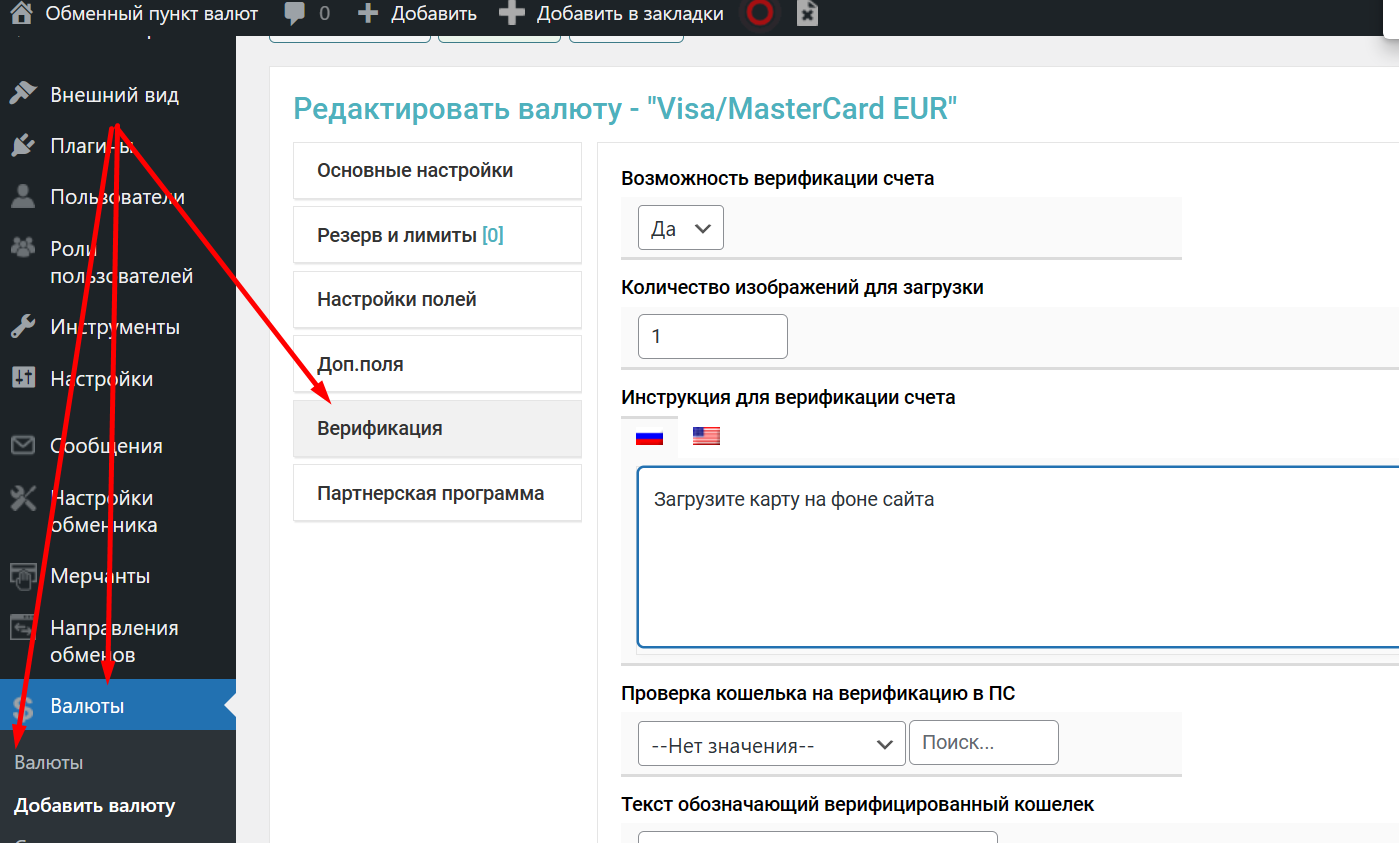 Обменный пункт валют
0
Добавить
Добавить в закладки
Внешний вид
Плагины
Пользователи
Роли
пользователей
Инструменты
Настройки
Сообщения
Настройки
обменника
Мерчанты
Направления
обменов
Валюты
Валюты
Добавить валюту
Редактировать валюту - "Visa/MasterCard EUR"
Основные настройки
Резерв и лимиты [0]
Настройки полей
Доп.поля
Верификация
Партнерская программа
Возможность верификации счета
Да
Количество изображений для загрузки
1
Инструкция для верификации счета
Загрузите карту на фоне сайта
Проверка кошелька на верификацию в ПС
--Нет значения--
Поиск...
Текст обозначающий верифицированный кошелек